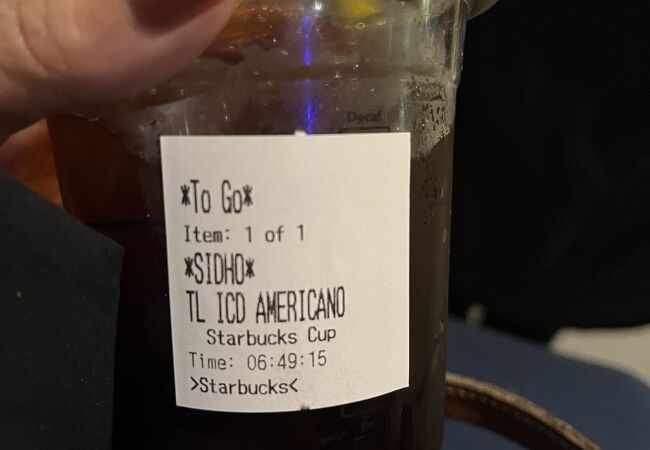 Decaf
*To Go*
Item: 1 of 1
*SIDHO*
TL ICD AMERICANO
Starbucks Cup
Time: 06:49:15
>Starbucks<